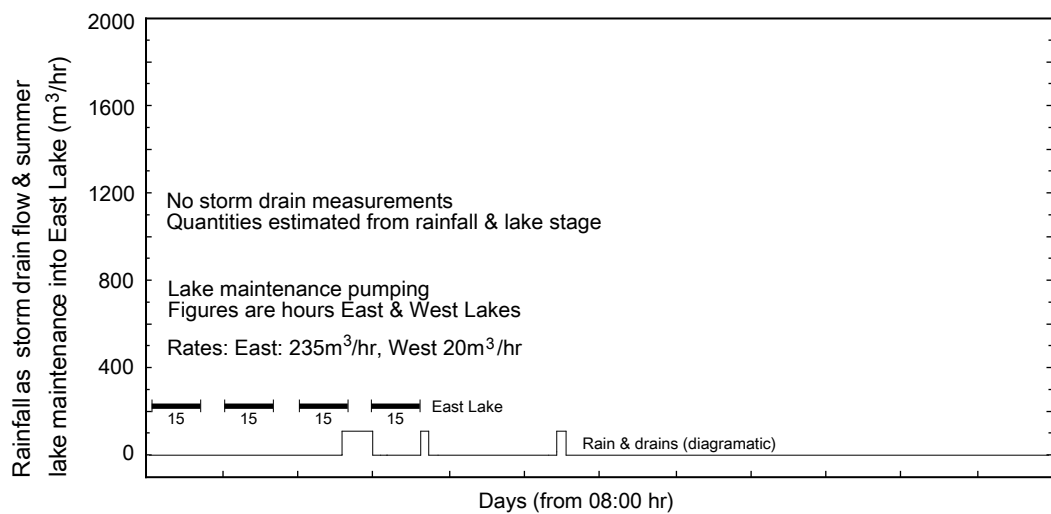 2000
1600
1200
800
400
0
Rainfall as storm drain flow & summer
lake maintenance into East Lake (m³/hr)
No storm drain measurements
Quantities estimated from rainfall & lake stage
Lake maintenance pumping
Figures are hours East & West Lakes
Rates: East: 235m³/hr, West 20m³/hr
East Lake
15 15 15 15
Rain & drains (diagramatic)
Days (from 08:00 hr)